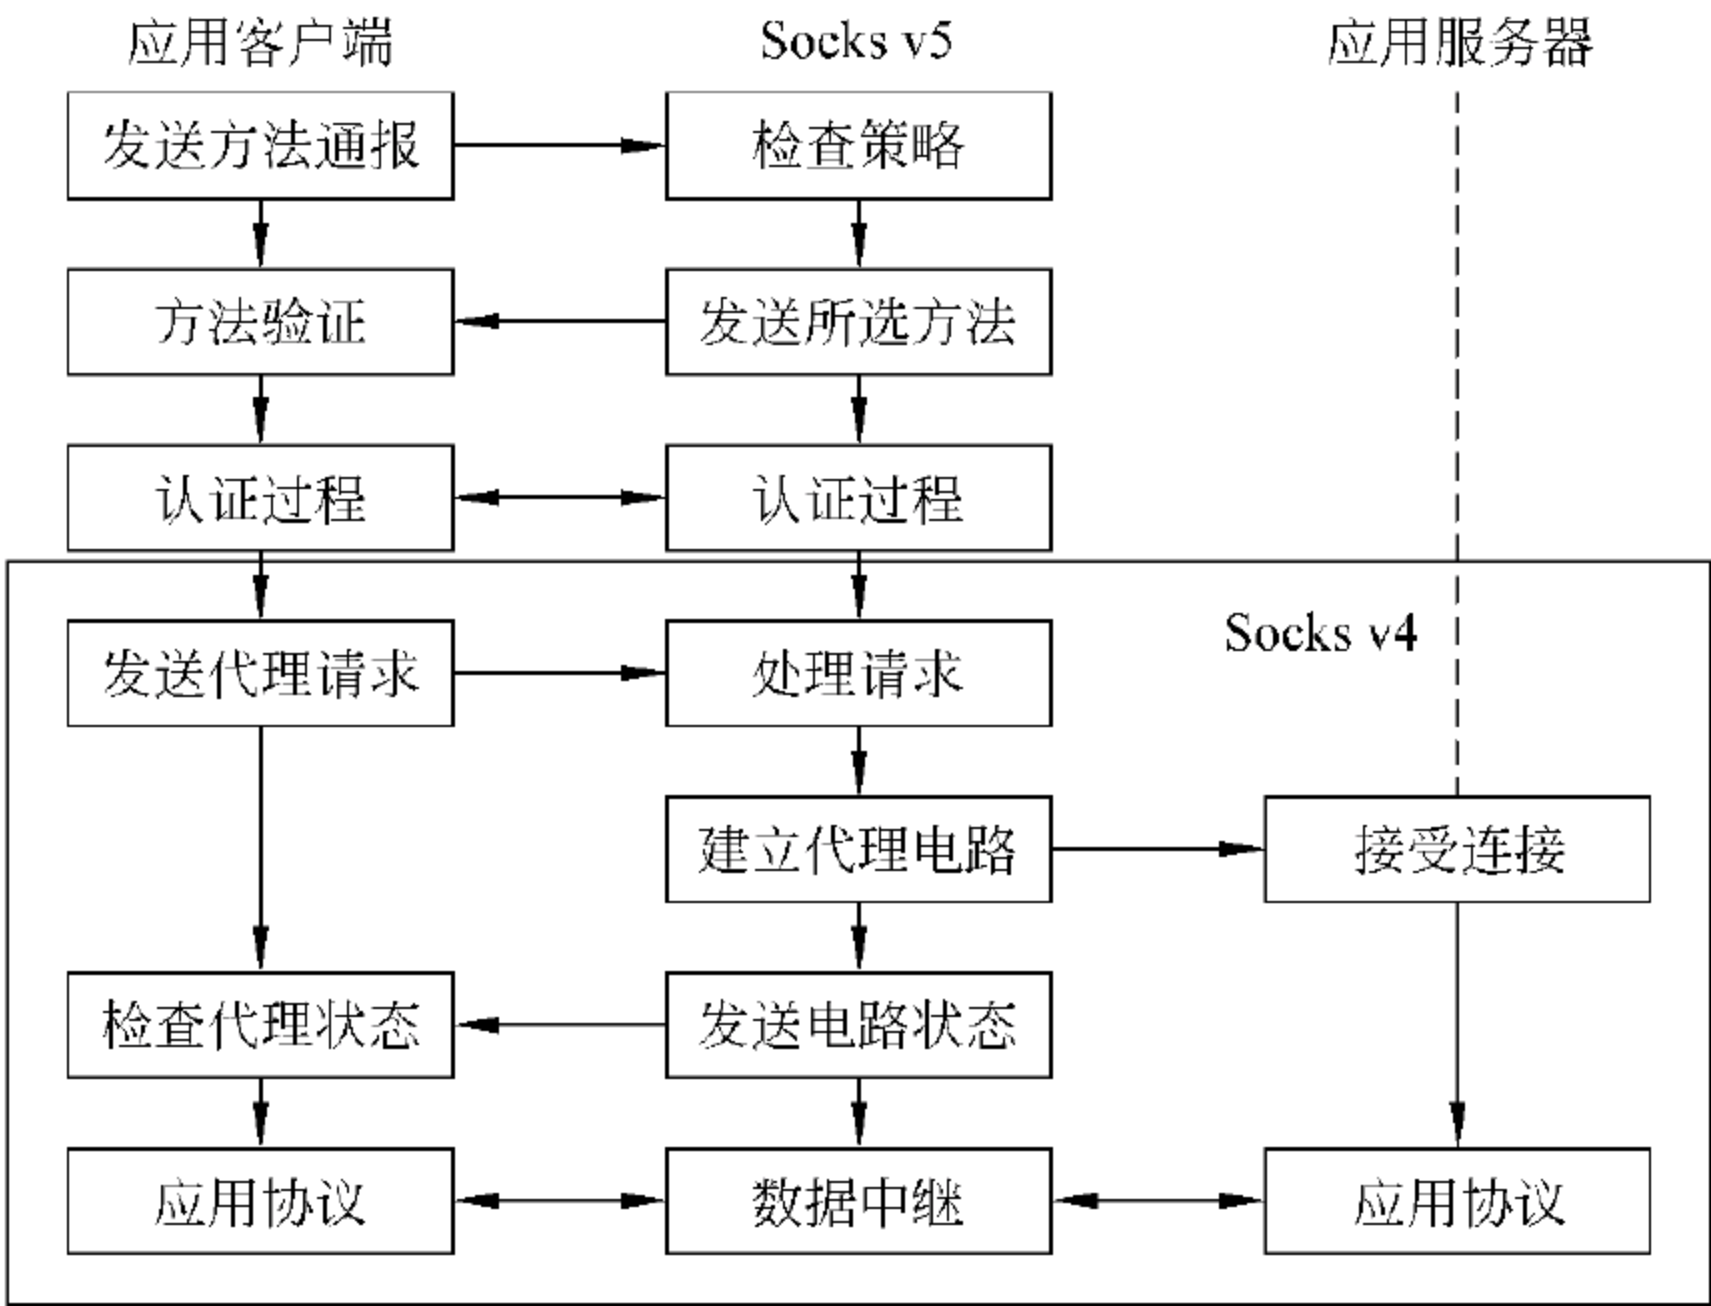 应用客户端
Socks v5
应用服务器
发送方法通报
检查策略
方法验证
发送所选方法
认证过程
认证过程
Socks v4
发送代理请求
处理请求
建立代理电路
接受连接
检查代理状态
发送电路状态
应用协议
数据中继
应用协议